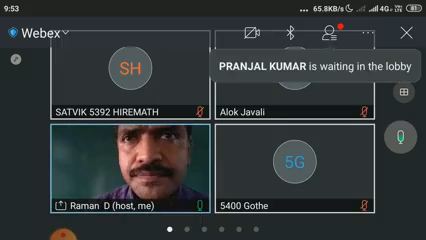 9:53
... 65.8KB/s 4G 81
Webex
PRANJAL KUMAR is waiting in the lobby
SH
SATVIK 5392 HIREMATH
Alok Javali
Raman D (host, me)
5G
5400 Gothe